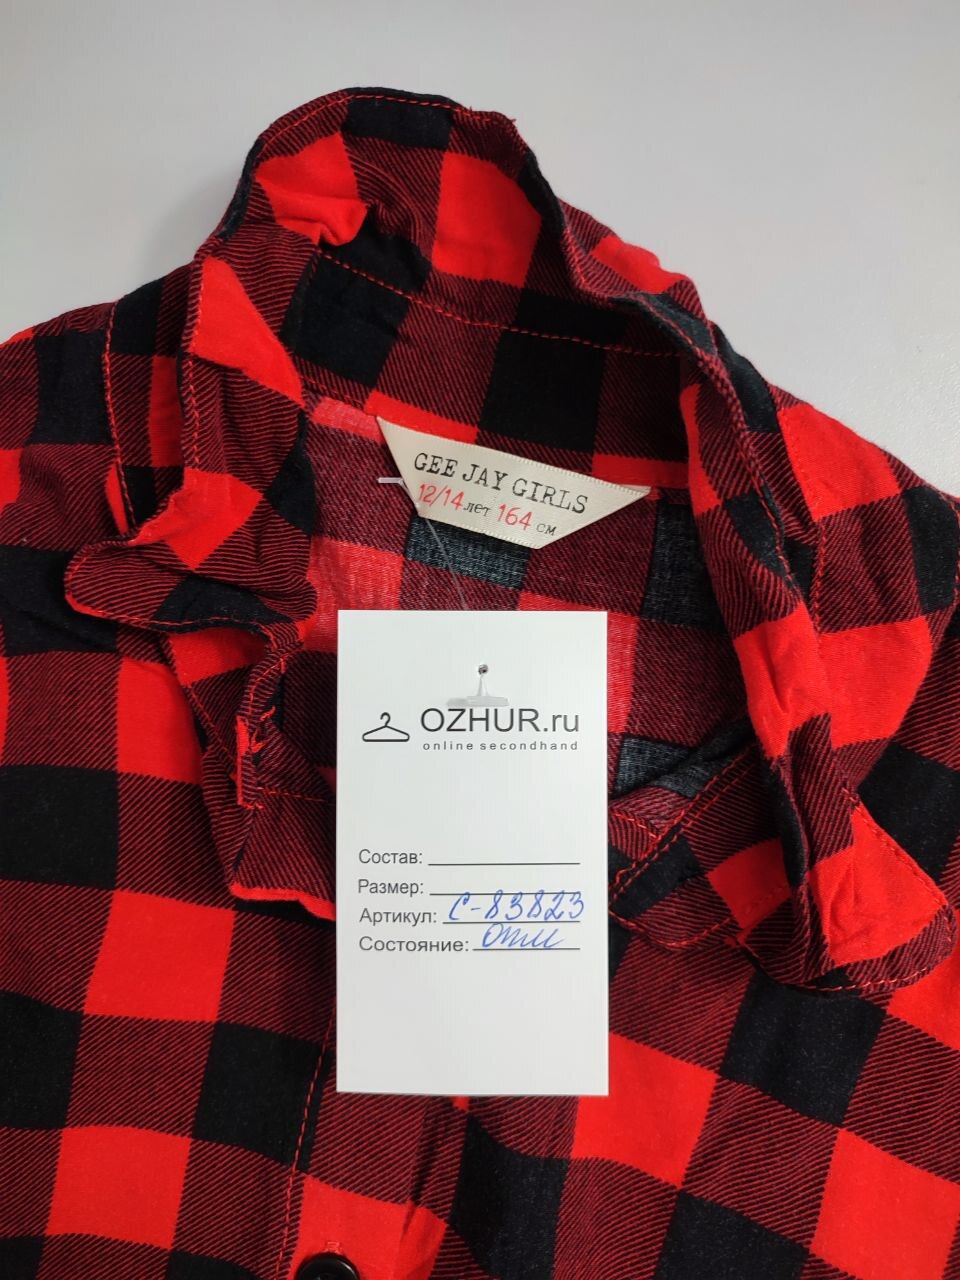 GEE JAY GIRLS
12/14 лет 164 см
OZHUR.ru
online secondhand
Состав:
Размер:
Артикул: С-83823
Состояние: отл